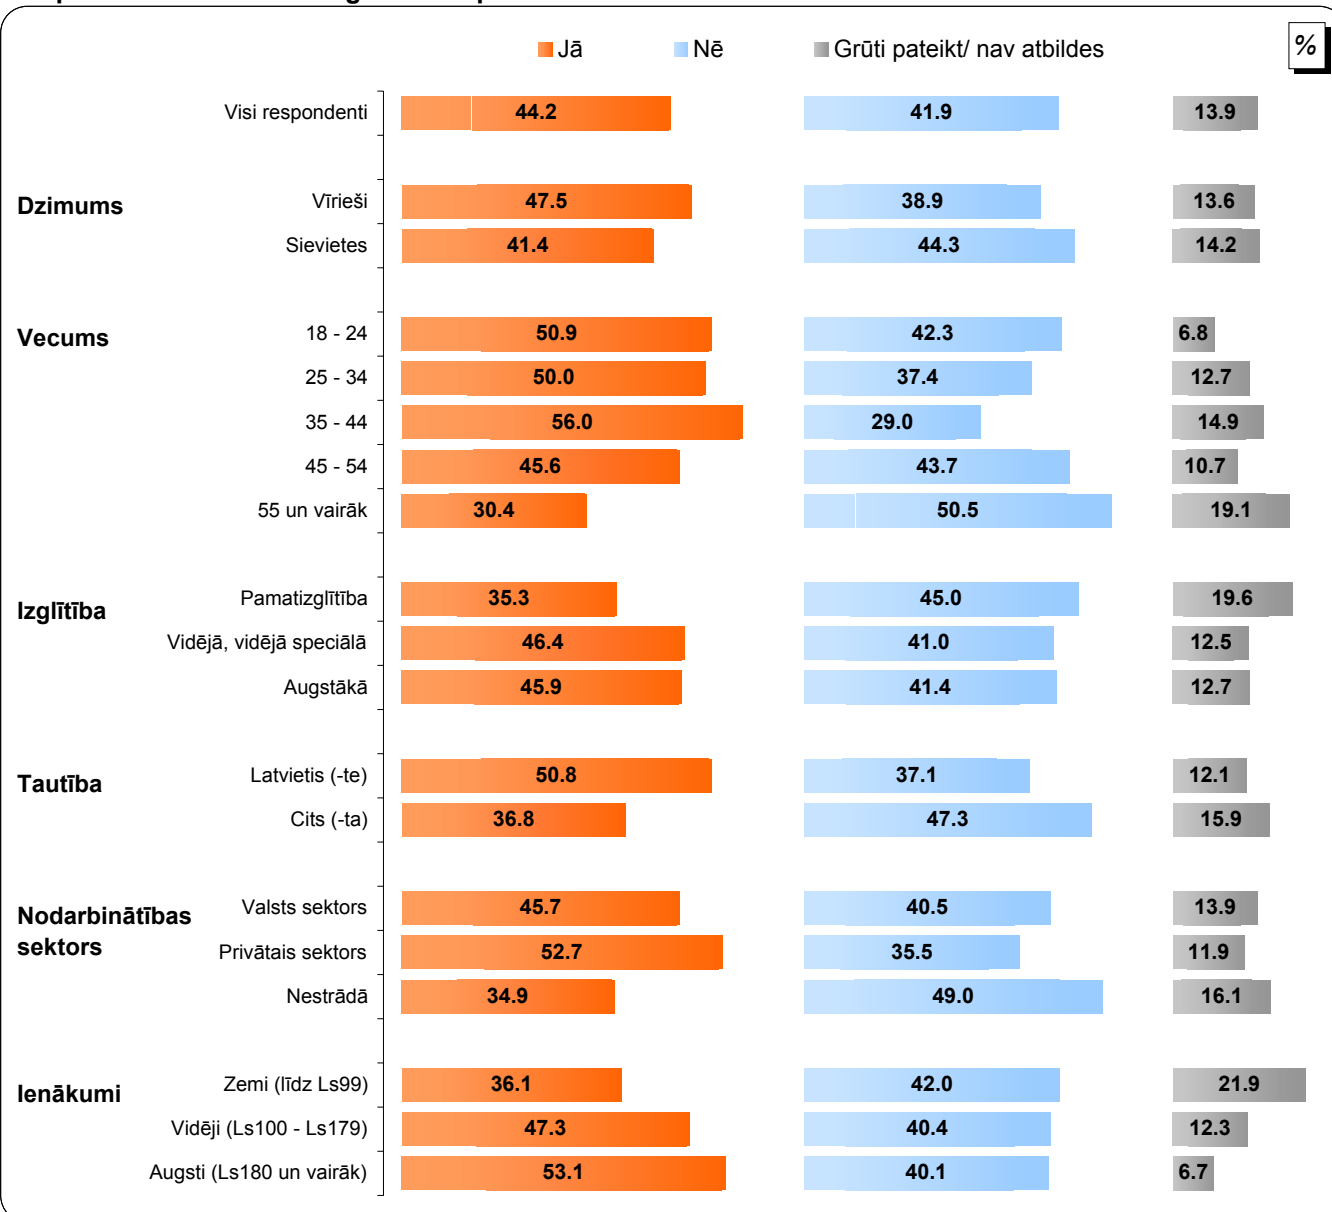 Jā Nē Grūti pateikt/ nav atbildes %
Visi respondenti 44.2 41.9 13.9
Dzimums
Vīrieši 47.5 38.9 13.6
Sievietes 41.4 44.3 14.2
Vecums
18 - 24 50.9 42.3 6.8
25 - 34 50.0 37.4 12.7
35 - 44 56.0 29.0 14.9
45 - 54 45.6 43.7 10.7
55 un vairāk 30.4 50.5 19.1
Izglītība
Pamatizglītība 35.3 45.0 19.6
Vidējā, vidējā speciālā 46.4 41.0 12.5
Augstākā 45.9 41.4 12.7
Tautība
Latvietis (-te) 50.8 37.1 12.1
Cits (-ta) 36.8 47.3 15.9
Nodarbinātības
sektors
Valsts sektors 45.7 40.5 13.9
Privātais sektors 52.7 35.5 11.9
Nestrādā 34.9 49.0 16.1
Ienākumi
Zemi (līdz Ls99) 36.1 42.0 21.9
Vidēji (Ls100 - Ls179) 47.3 40.4 12.3
Augsti (Ls180 un vairāk) 53.1 40.1 6.7